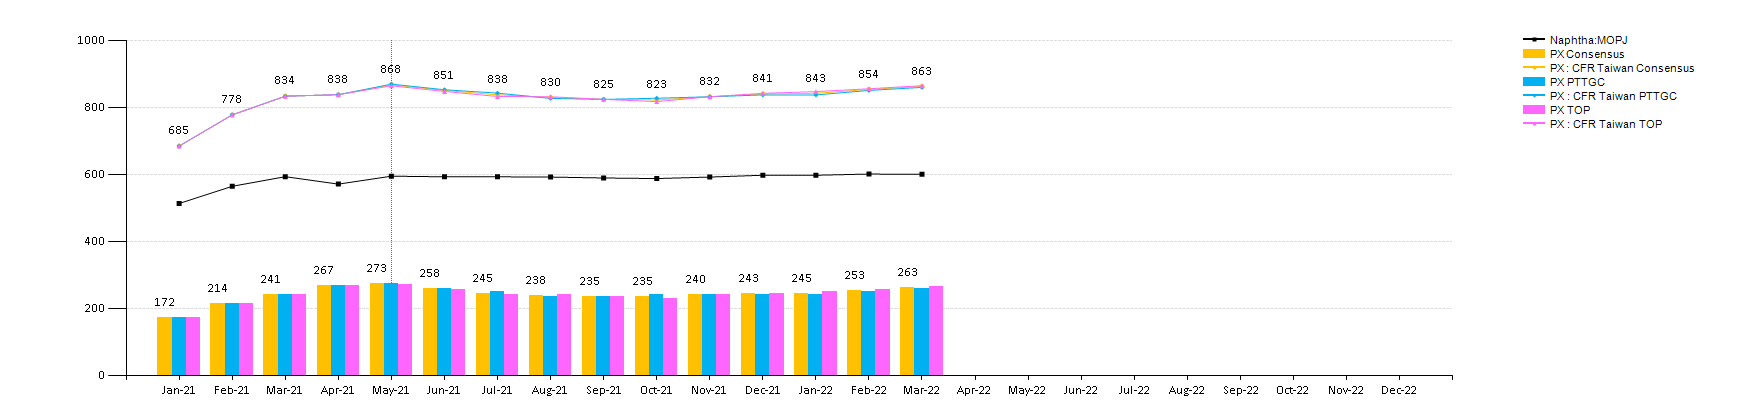 1000
800
600
400
200
0
685 778 834 838 868 851 838 830 825 823 832 841 843 854 863
172 214 241 267 273 258 245 238 235 235 240 243 245 253 263
Jan-21 Feb-21 Mar-21 Apr-21 May-21 Jun-21 Jul-21 Aug-21 Sep-21 Oct-21 Nov-21 Dec-21 Jan-22 Feb-22 Mar-22 Apr-22 May-22 Jun-22 Jul-22 Aug-22 Sep-22 Oct-22 Nov-22 Dec-22
Naphtha:MOPJ
PX Consensus
PX : CFR Taiwan Consensus
PX PTTGC
PX : CFR Taiwan PTTGC
PX TOP
PX : CFR Taiwan TOP